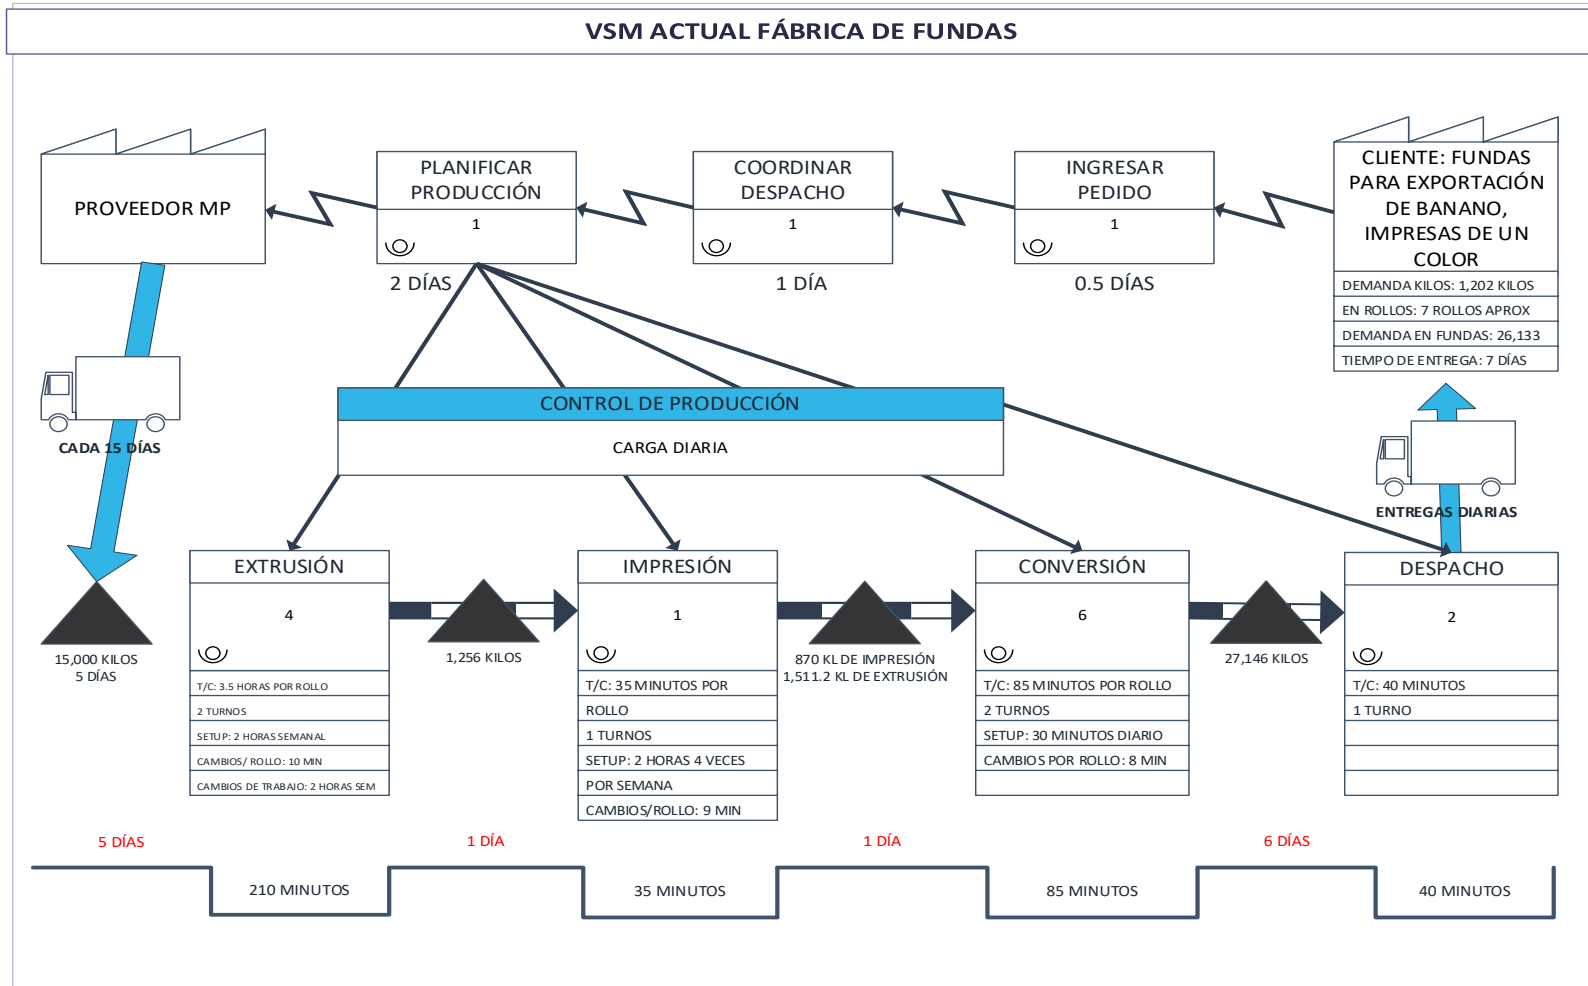 VSM ACTUAL FÁBRICA DE FUNDAS
PROVEEDOR MP
PLANIFICAR
PRODUCCIÓN
1
2 DÍAS
COORDINAR
DESPACHO
1
1 DÍA
INGRESAR
PEDIDO
1
0.5 DÍAS
CLIENTE: FUNDAS
PARA EXPORTACIÓN
DE BANANO,
IMPRESAS DE UN
COLOR
DEMANDA KILOS: 1,202 KILOS
EN ROLLOS: 7 ROLLOS APROX
DEMANDA EN FUNDAS: 26,133
TIEMPO DE ENTREGA: 7 DÍAS
CADA 15 DÍAS
CONTROL DE PRODUCCIÓN
CARGA DIARIA
ENTREGAS DIARIAS
15,000 KILOS
5 DÍAS
EXTRUSIÓN
4
T/C: 3.5 HORAS POR ROLLO
2 TURNOS
SETUP: 2 HORAS SEMANAL
CAMBIOS/ ROLLO: 10 MIN
CAMBIOS DE TRABAJO: 2 HORAS SEM
1,256 KILOS
IMPRESIÓN
1
T/C: 35 MINUTOS POR
ROLLO
1 TURNOS
SETUP: 2 HORAS 4 VECES
POR SEMANA
CAMBIOS/ROLLO: 9 MIN
870 KL DE IMPRESIÓN
1,511.2 KL DE EXTRUSIÓN
CONVERSIÓN
6
T/C: 85 MINUTOS POR ROLLO
2 TURNOS
SETUP: 30 MINUTOS DIARIO
CAMBIOS POR ROLLO: 8 MIN
27,146 KILOS
DESPACHO
2
T/C: 40 MINUTOS
1 TURNO
5 DÍAS
1 DÍA
1 DÍA
6 DÍAS
210 MINUTOS
35 MINUTOS
85 MINUTOS
40 MINUTOS